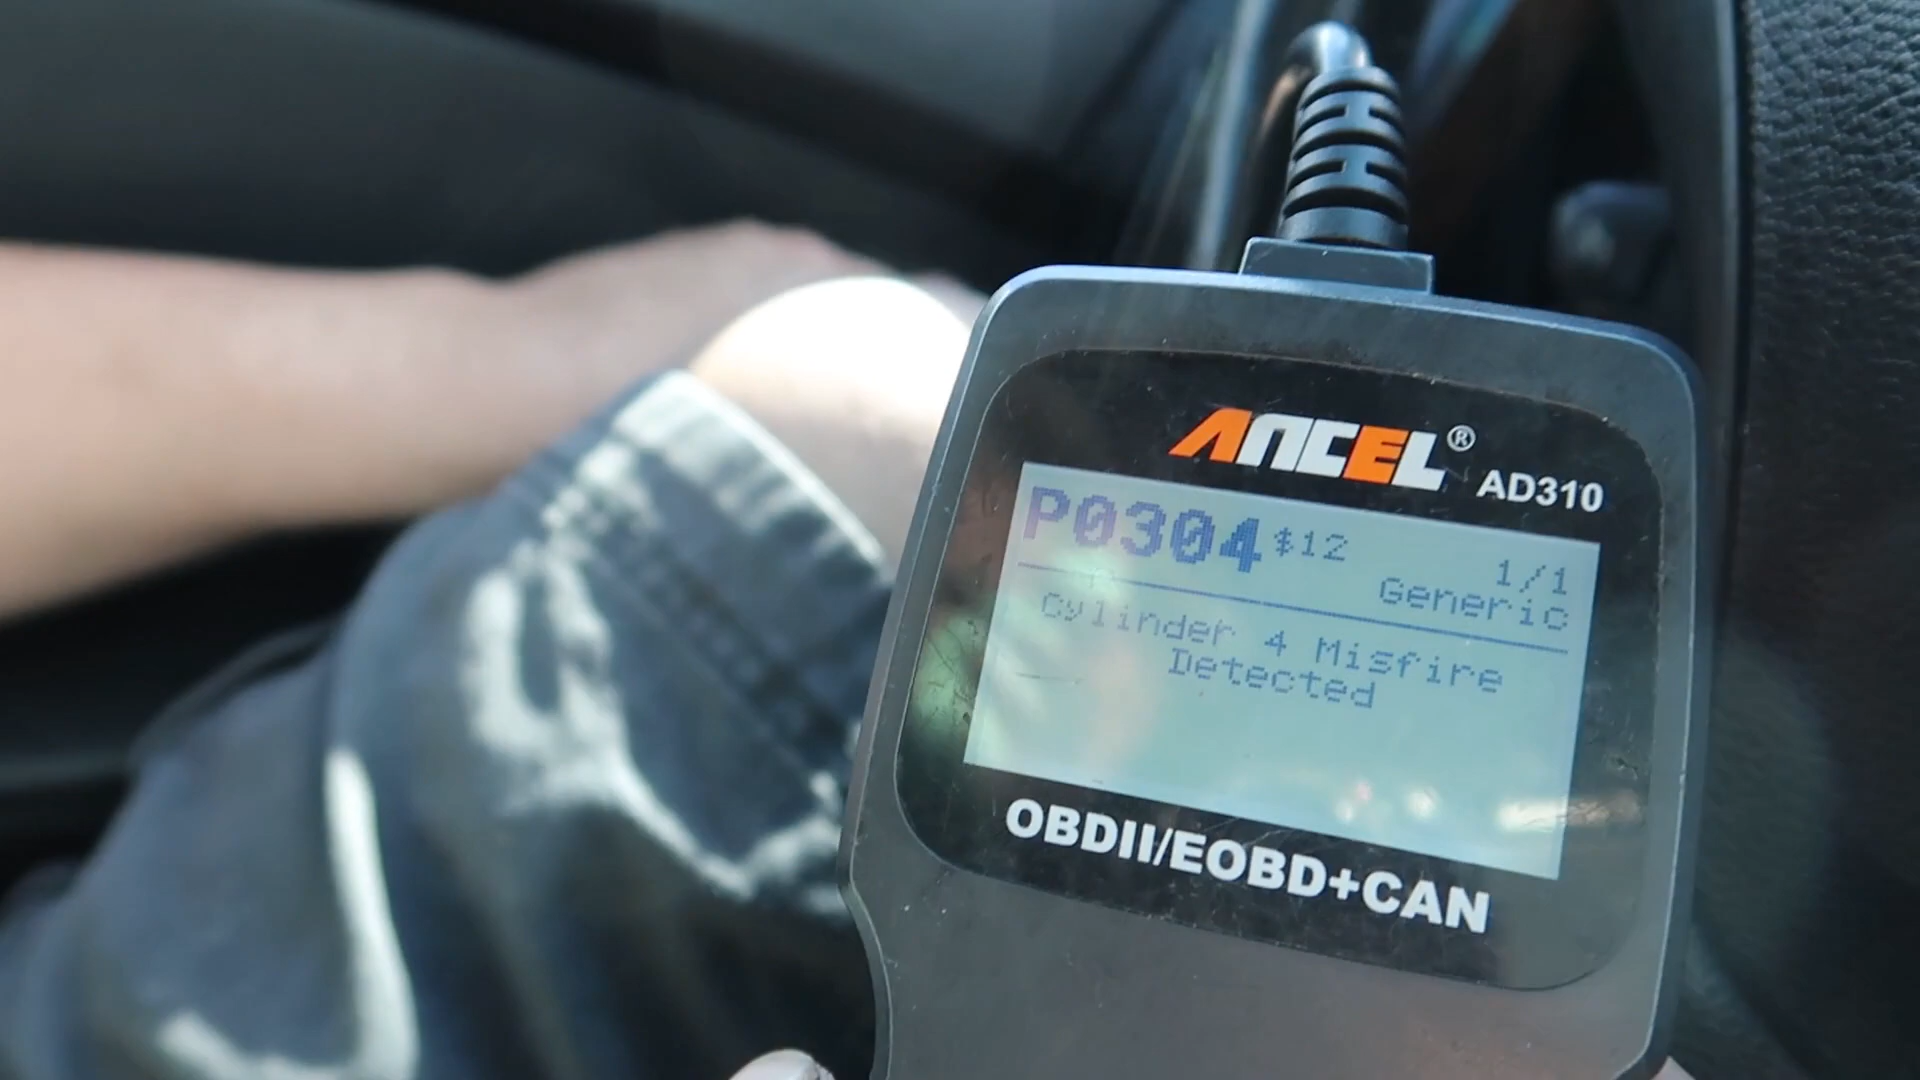 ANCEL® AD310
P0304 $12 1/1
Generic
Cylinder 4 Misfire
Detected
OBDII/EOBD+CAN